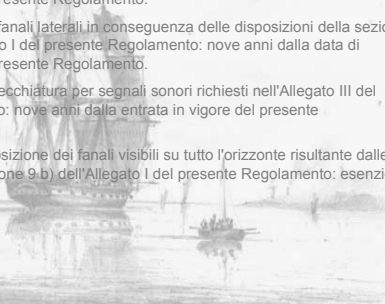 presente Regolamento.
fanali laterali in conseguenza delle disposizioni della sezio
o I del presente Regolamento: nove anni dalla data di
resente Regolamento.
ecchiatura per segnali sonori richiesti nell'Allegato III del
o: nove anni dalla entrata in vigore del presente
sizione dei fanali visibili su tutto l'orizzonte risultante dalle
one 9 b) dell'Allegato I del presente Regolamento: esenzi